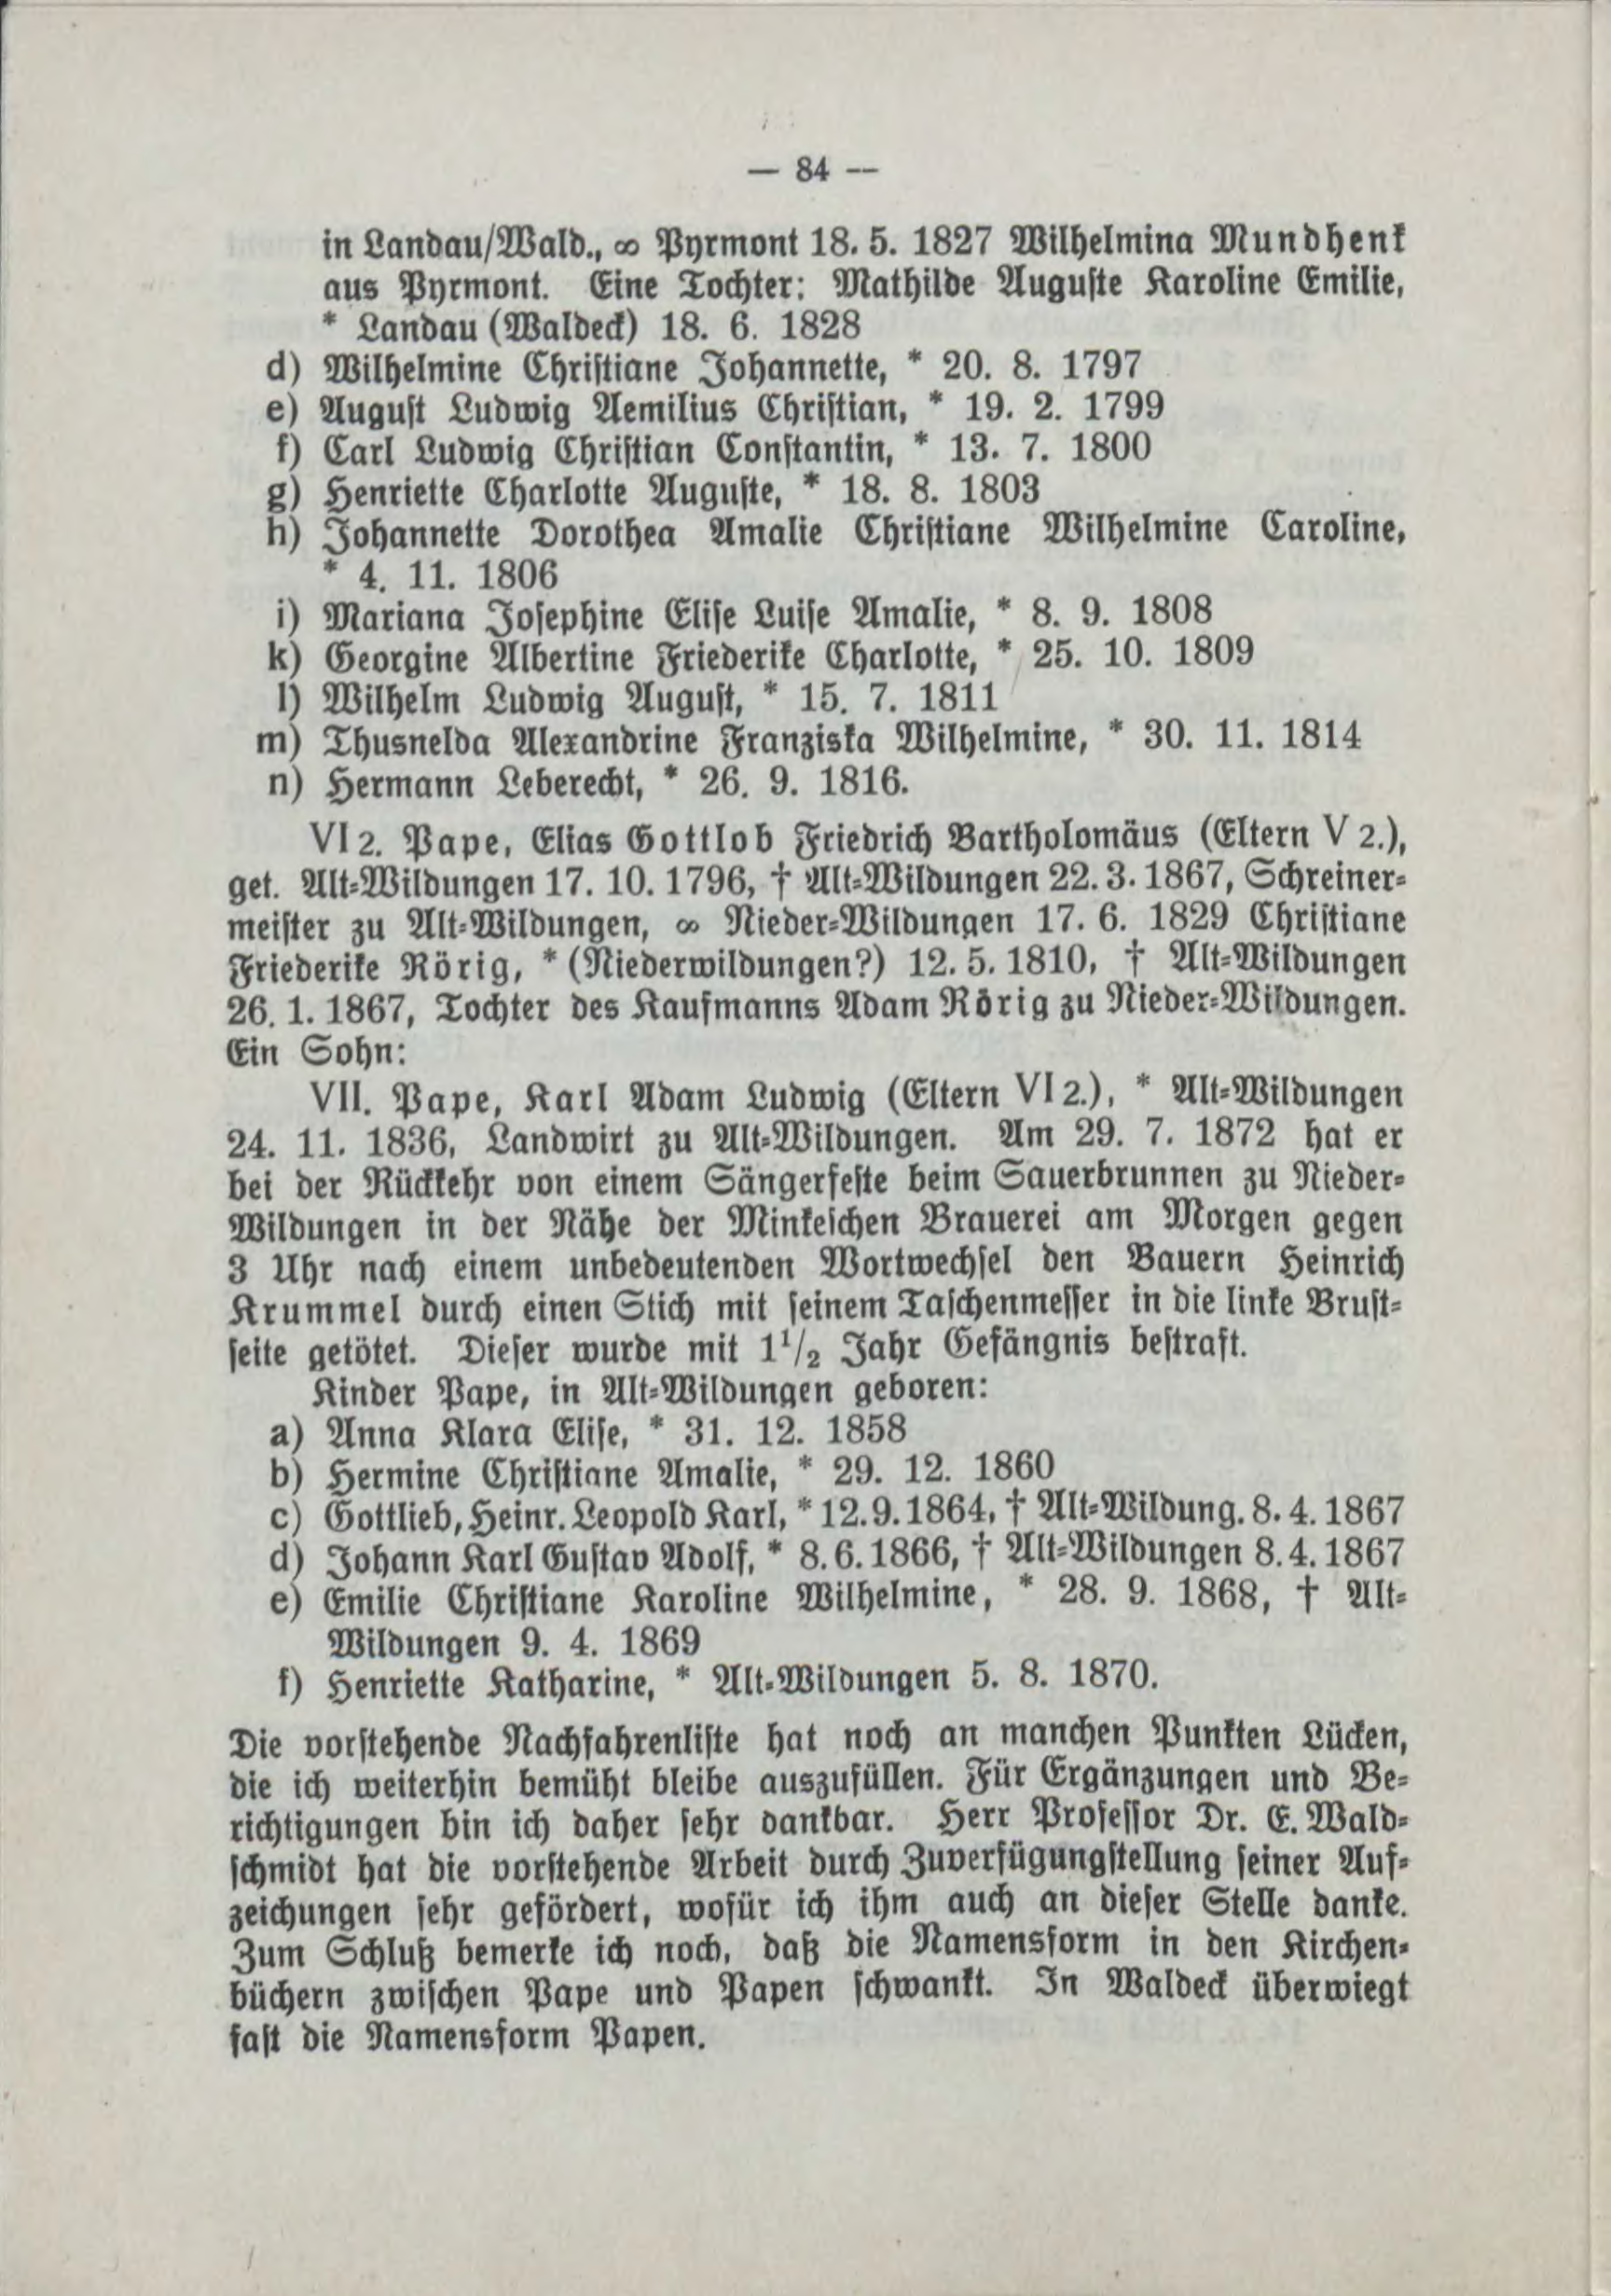 — 84 —
in Landau/Wald., ∞ Pyrmont 18. 5. 1827 Wilhelmina Mundhenk
aus Pyrmont. Eine Tochter: Mathilde Auguste Karoline Emilie,
* Landau (Waldeck) 18. 6. 1828
d) Wilhelmine Christiane Johannette, * 20. 8. 1797
e) August Ludwig Aemilius Christian, * 19. 2. 1799
f) Carl Ludwig Christian Constantin, * 13. 7. 1800
g) Henriette Charlotte Auguste, * 18. 8. 1803
h) Johannette Dorothea Amalie Christiane Wilhelmine Caroline,
* 4. 11. 1806
i) Mariana Josephine Elise Luise Amalie, * 8. 9. 1808
k) Georgine Albertine Friederike Charlotte, * 25. 10. 1809
l) Wilhelm Ludwig August, * 15. 7. 1811
m) Thusnelda Alexandrine Franziska Wilhelmine, * 30. 11. 1814
n) Hermann Leberecht, * 26. 9. 1816.
VI 2. Pape, Elias Gottlob Friedrich Bartholomäus (Eltern V 2.),
get. Alt-Wildungen 17. 10. 1796, † Alt-Wildungen 22. 3. 1867, Schreiner-
meister zu Alt-Wildungen, ∞ Nieder-Wildungen 17. 6. 1829 Christiane
Friederike Rörig, * (Niederwildungen?) 12. 5. 1810, † Alt-Wildungen
26. 1. 1867, Tochter des Kaufmanns Adam Rörig zu Nieder-Wildungen.
Ein Sohn:
VII. Pape, Karl Adam Ludwig (Eltern VI 2.), * Alt-Wildungen
24. 11. 1836, Landwirt zu Alt-Wildungen. Am 29. 7. 1872 hat er
bei der Rückkehr von einem Sängerfeste beim Sauerbrunnen zu Nieder-
Wildungen in der Nähe der Minkeschen Brauerei am Morgen gegen
3 Uhr nach einem unbedeutenden Wortwechsel den Bauern Heinrich
Krummel durch einen Stich mit seinem Taschenmesser in die linke Brust-
seite getötet. Dieser wurde mit 1 1/2 Jahr Gefängnis bestraft.
Kinder Pape, in Alt-Wildungen geboren:
a) Anna Klara Elise, * 31. 12. 1858
b) Hermine Christiane Amalie, * 29. 12. 1860
c) Gottlieb, Heinr. Leopold Karl, * 12. 9. 1864, † Alt-Wildung. 8. 4. 1867
d) Johann Karl Gustav Adolf, * 8. 6. 1866, † Alt-Wildungen 8. 4. 1867
e) Emilie Christiane Karoline Wilhelmine, * 28. 9. 1868, † Alt-
Wildungen 9. 4. 1869
f) Henriette Katharine, * Alt-Wildungen 5. 8. 1870.
Die vorstehende Nachfahrenliste hat noch an manchen Punkten Lücken,
die ich weiterhin bemüht bleibe auszufüllen. Für Ergänzungen und Be-
richtigungen bin ich daher sehr dankbar. Herr Professor Dr. E. Wald-
schmidt hat die vorstehende Arbeit durch Zuverfügungstellung seiner Auf-
zeichungen sehr gefördert, wofür ich ihm auch an dieser Stelle danke.
Zum Schluß bemerke ich noch, daß die Namensform in den Kirchen-
büchern zwischen Pape und Papen schwankt. In Waldeck überwiegt
fast die Namensform Papen.